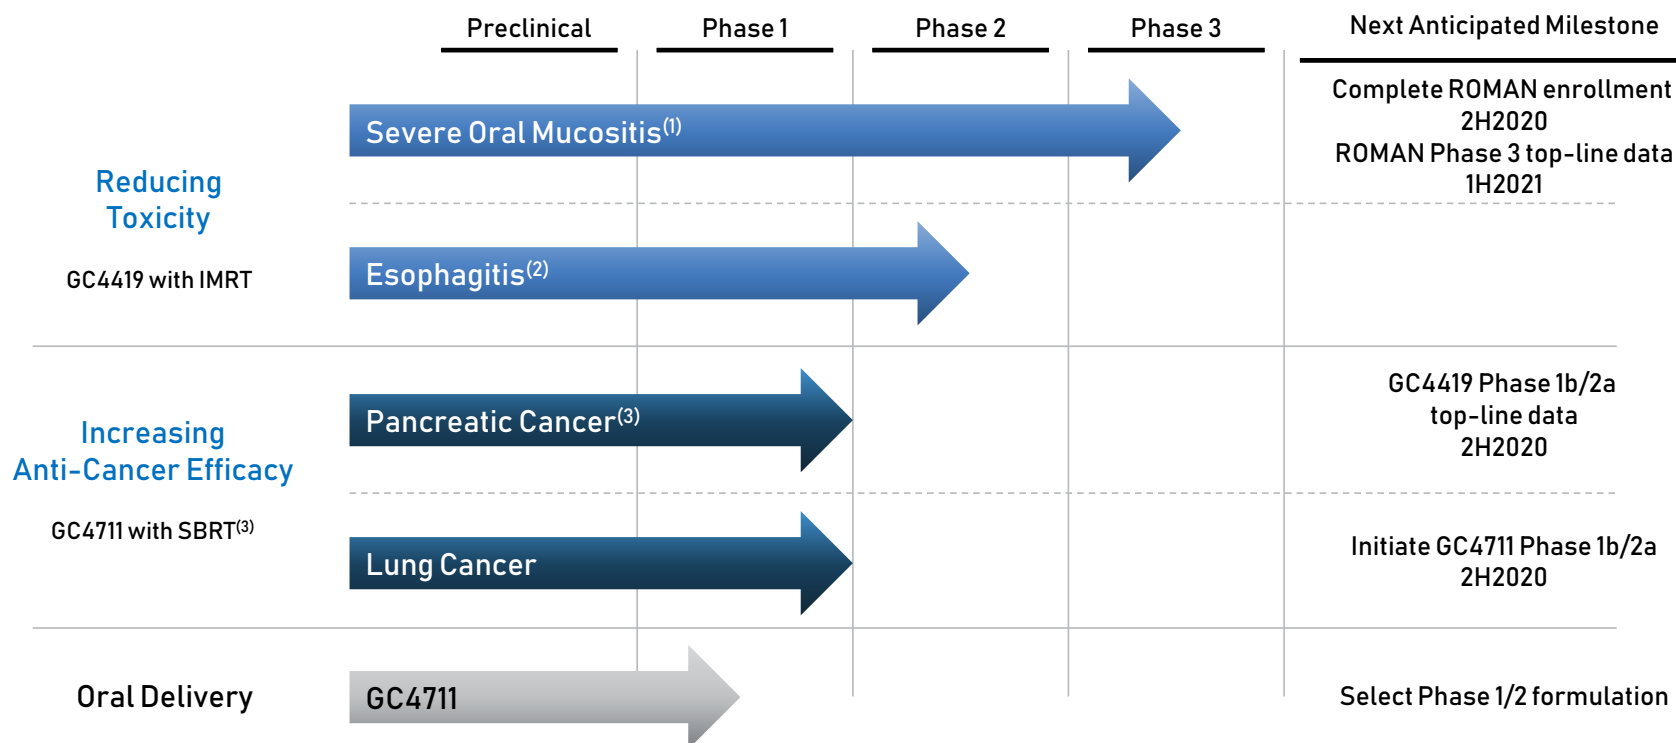 Preclinical
Phase 1
Phase 2
Phase 3
Next Anticipated Milestone
Reducing
Toxicity
GC4419 with IMRT
Severe Oral Mucositis(1)
Complete ROMAN enrollment
2H2020
ROMAN Phase 3 top-line data
1H2021
Esophagitis(2)
Increasing
Anti-Cancer Efficacy
GC4711 with SBRT(3)
Pancreatic Cancer(3)
GC4419 Phase 1b/2a
top-line data
2H2020
Lung Cancer
Initiate GC4711 Phase 1b/2a
2H2020
Oral Delivery
GC4711
Select Phase 1/2 formulation